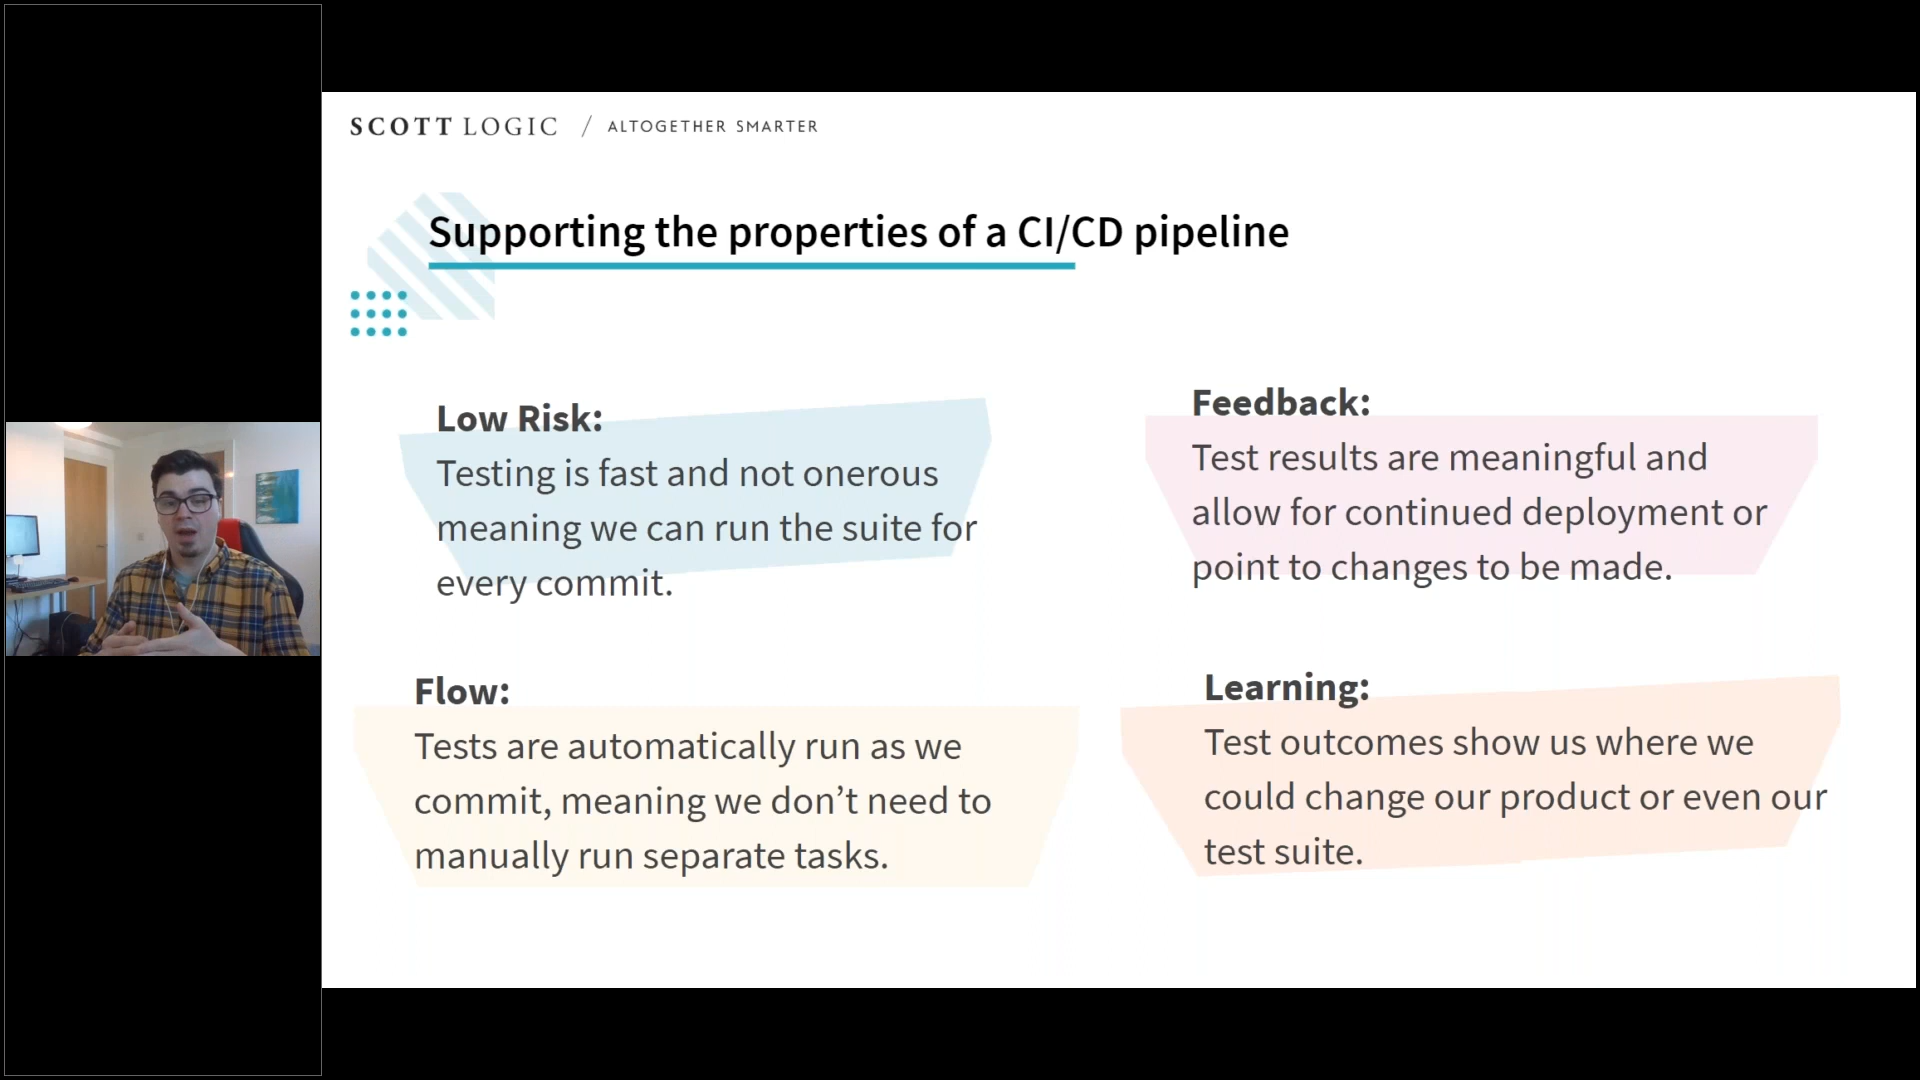 SCOTT LOGIC / ALTOGETHER SMARTER
Supporting the properties of a CI/CD pipeline
Low Risk:
Testing is fast and not onerous
meaning we can run the suite for
every commit.
Feedback:
Test results are meaningful and
allow for continued deployment or
point to changes to be made.
Flow:
Tests are automatically run as we
commit, meaning we don’t need to
manually run separate tasks.
Learning:
Test outcomes show us where we
could change our product or even our
test suite.